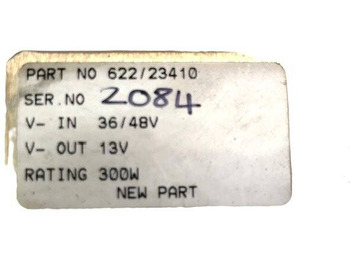 PART NO 622/23410
SER.NO 2084
V- IN 36/48V
V- OUT 13V
RATING 300W
NEW PART